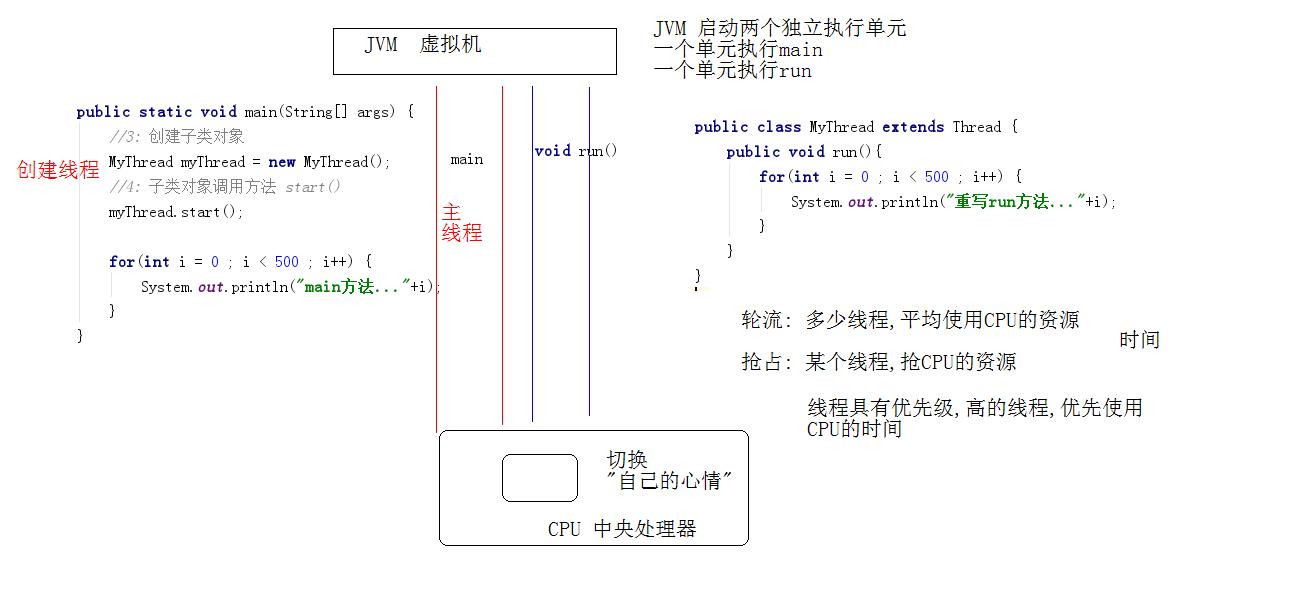 JVM 虚拟机
JVM 启动两个独立执行单元
一个单元执行main
一个单元执行run
public static void main(String[] args) {
//3: 创建子类对象
创建线程
MyThread myThread = new MyThread();
//4: 子类对象调用方法 start()
myThread.start();
for(int i = 0 ; i < 500 ; i++) {
System.out.println("main方法..."+i);
}
}
main
主
线程
void run()
public class MyThread extends Thread {
public void run(){
for(int i = 0 ; i < 500 ; i++) {
System.out.println("重写run方法..."+i);
}
}
}
轮流: 多少线程,平均使用CPU的资源
时间
抢占: 某个线程,抢CPU的资源
线程具有优先级,高的线程,优先使用
CPU的时间
切换
"自己的心情"
CPU 中央处理器